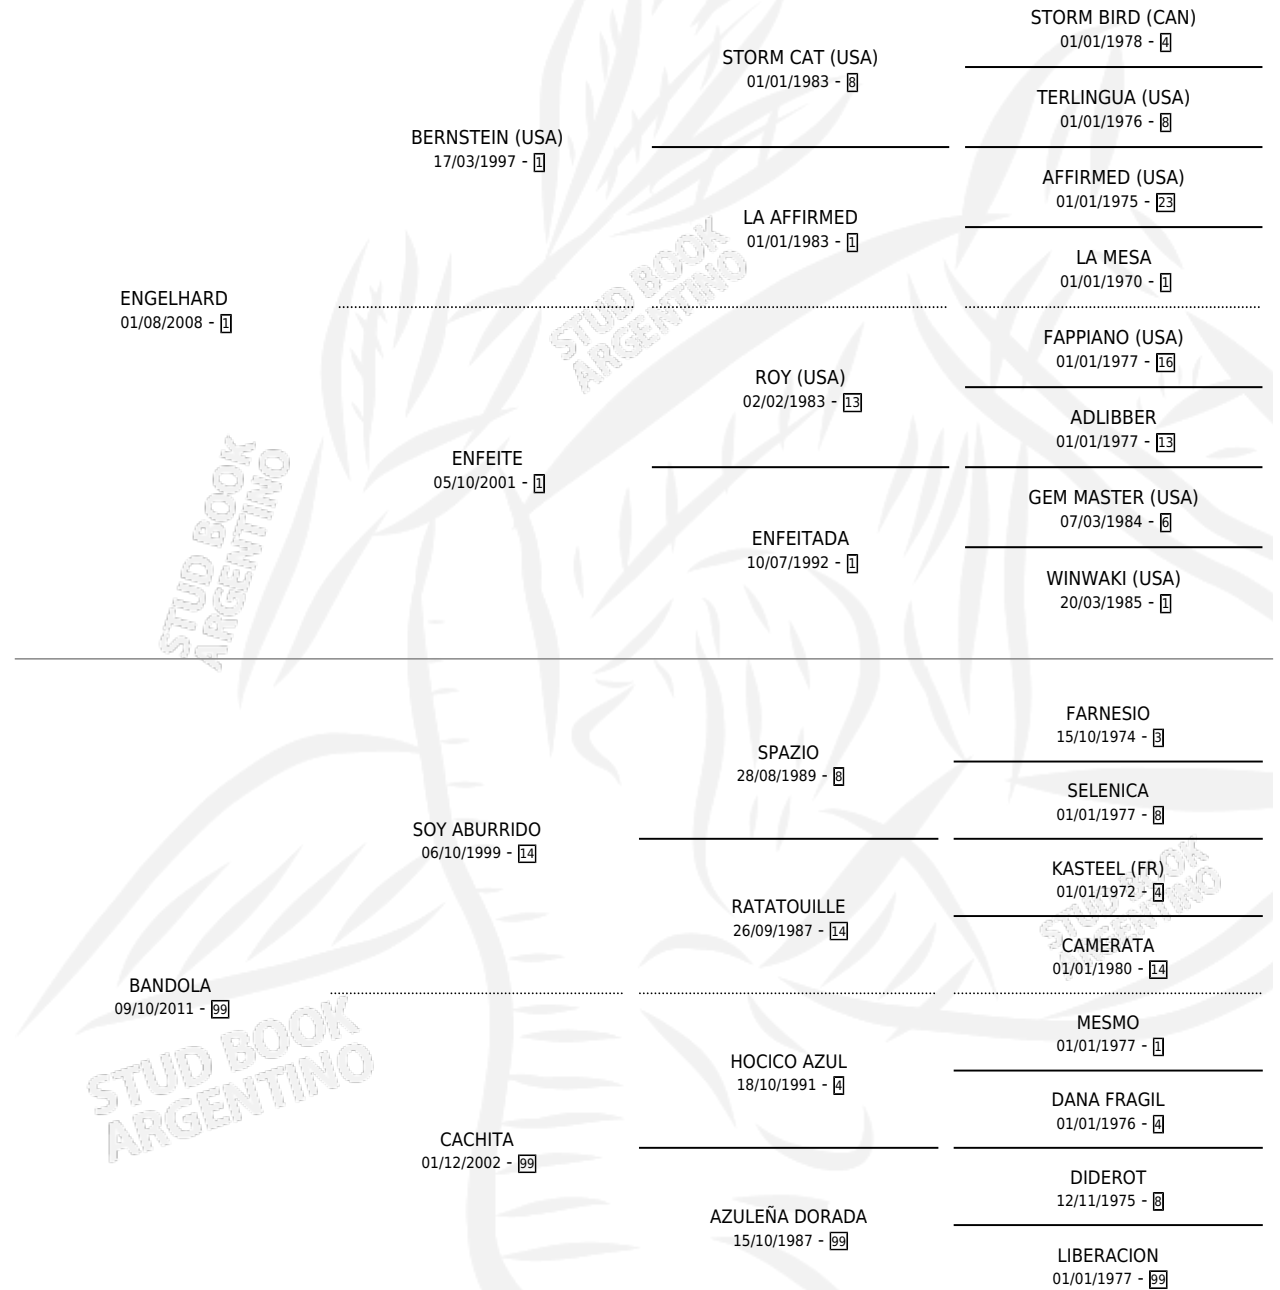 STORM BIRD (CAN)
01/01/1978 - 4
STORM CAT (USA)
01/01/1983 - 8
TERLINGUA (USA)
01/01/1976 - 8
BERNSTEIN (USA)
17/03/1997 - 1
AFFIRMED (USA)
01/01/1975 - 23
LA AFFIRMED
01/01/1983 - 1
LA MESA
01/01/1970 - 1
ENGELHARD
01/08/2008 - 1
FAPPIANO (USA)
01/01/1977 - 16
ROY (USA)
02/02/1983 - 13
ADLIBBER
01/01/1977 - 13
ENFEITE
05/10/2001 - 1
GEM MASTER (USA)
07/03/1984 - 6
ENFEITADA
10/07/1992 - 1
WINWAKI (USA)
20/03/1985 - 1
STUD BOOK
ARGENTINO
STUD BOOK
ARGENTINO
FARNESIO
15/10/1974 - 3
SPAZIO
28/08/1989 - 8
SELENICA
01/01/1977 - 8
SOY ABURRIDO
06/10/1999 - 14
KASTEEL (FR)
01/01/1972 - 4
RATATOUILLE
26/09/1987 - 14
CAMERATA
01/01/1980 - 14
STUD BOOK
ARGENTINO
BANDOLA
09/10/2011 - 99
MESMO
01/01/1977 - 1
HOCICO AZUL
18/10/1991 - 4
DANA FRAGIL
01/01/1976 - 4
STUD BOOK
ARGENTINO
CACHITA
01/12/2002 - 99
DIDEROT
12/11/1975 - 8
AZULEÑA DORADA
15/10/1987 - 99
LIBERACION
01/01/1977 - 99